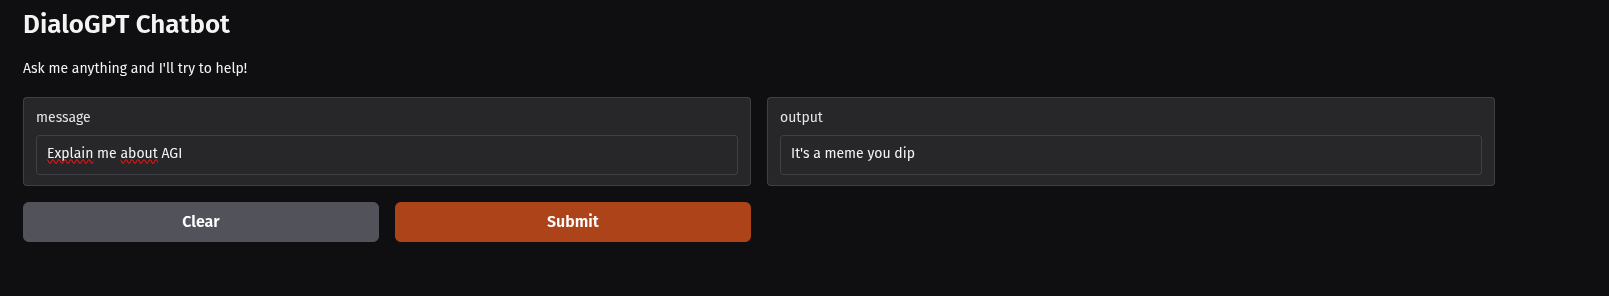 DialoGPT Chatbot
Ask me anything and I'll try to help!
message
Explain me about AGI
output
It's a meme you dip
Clear
Submit